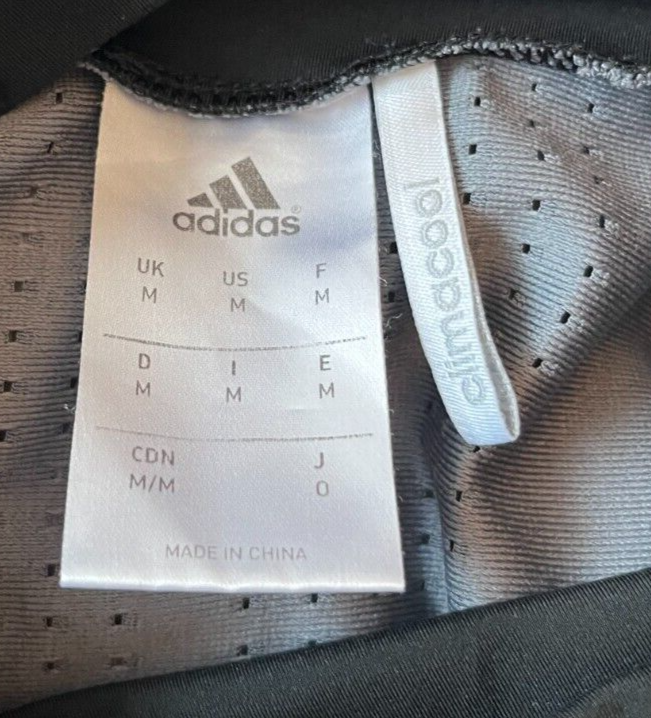 adidas®
UK US F
M M M
D I E
M M M
CDN J
M/M O
MADE IN CHINA
climacool